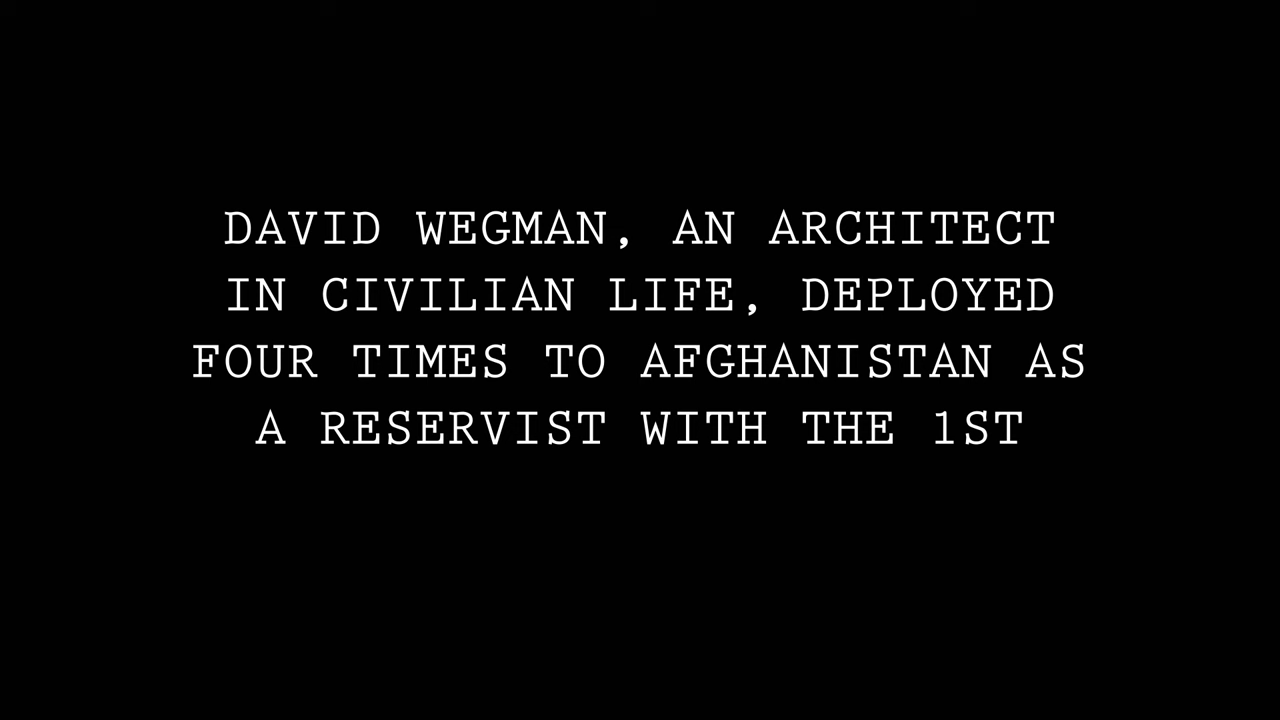 DAVID WEGMAN, AN ARCHITECT
IN CIVILIAN LIFE, DEPLOYED
FOUR TIMES TO AFGHANISTAN AS
A RESERVIST WITH THE 1ST